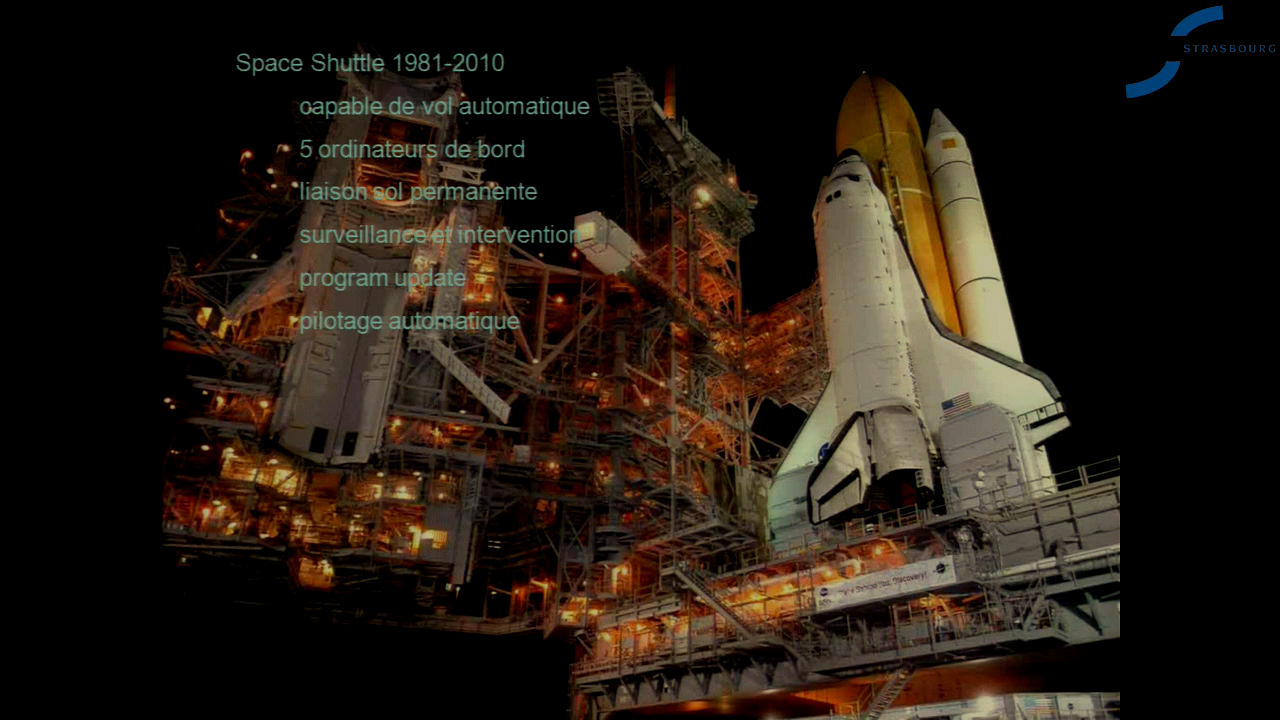 Space Shuttle 1981-2010
capable de vol automatique
5 ordinateurs de bord
liaison sol permanente
surveillance et intervention
program update
pilotage automatique
STRASBOURG
Discovery!